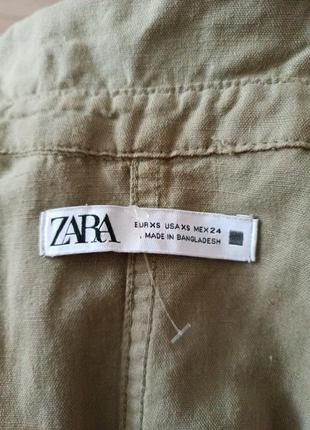 ZARA
EUR XS USA XS MEX 24
. MADE IN BANGLADESH